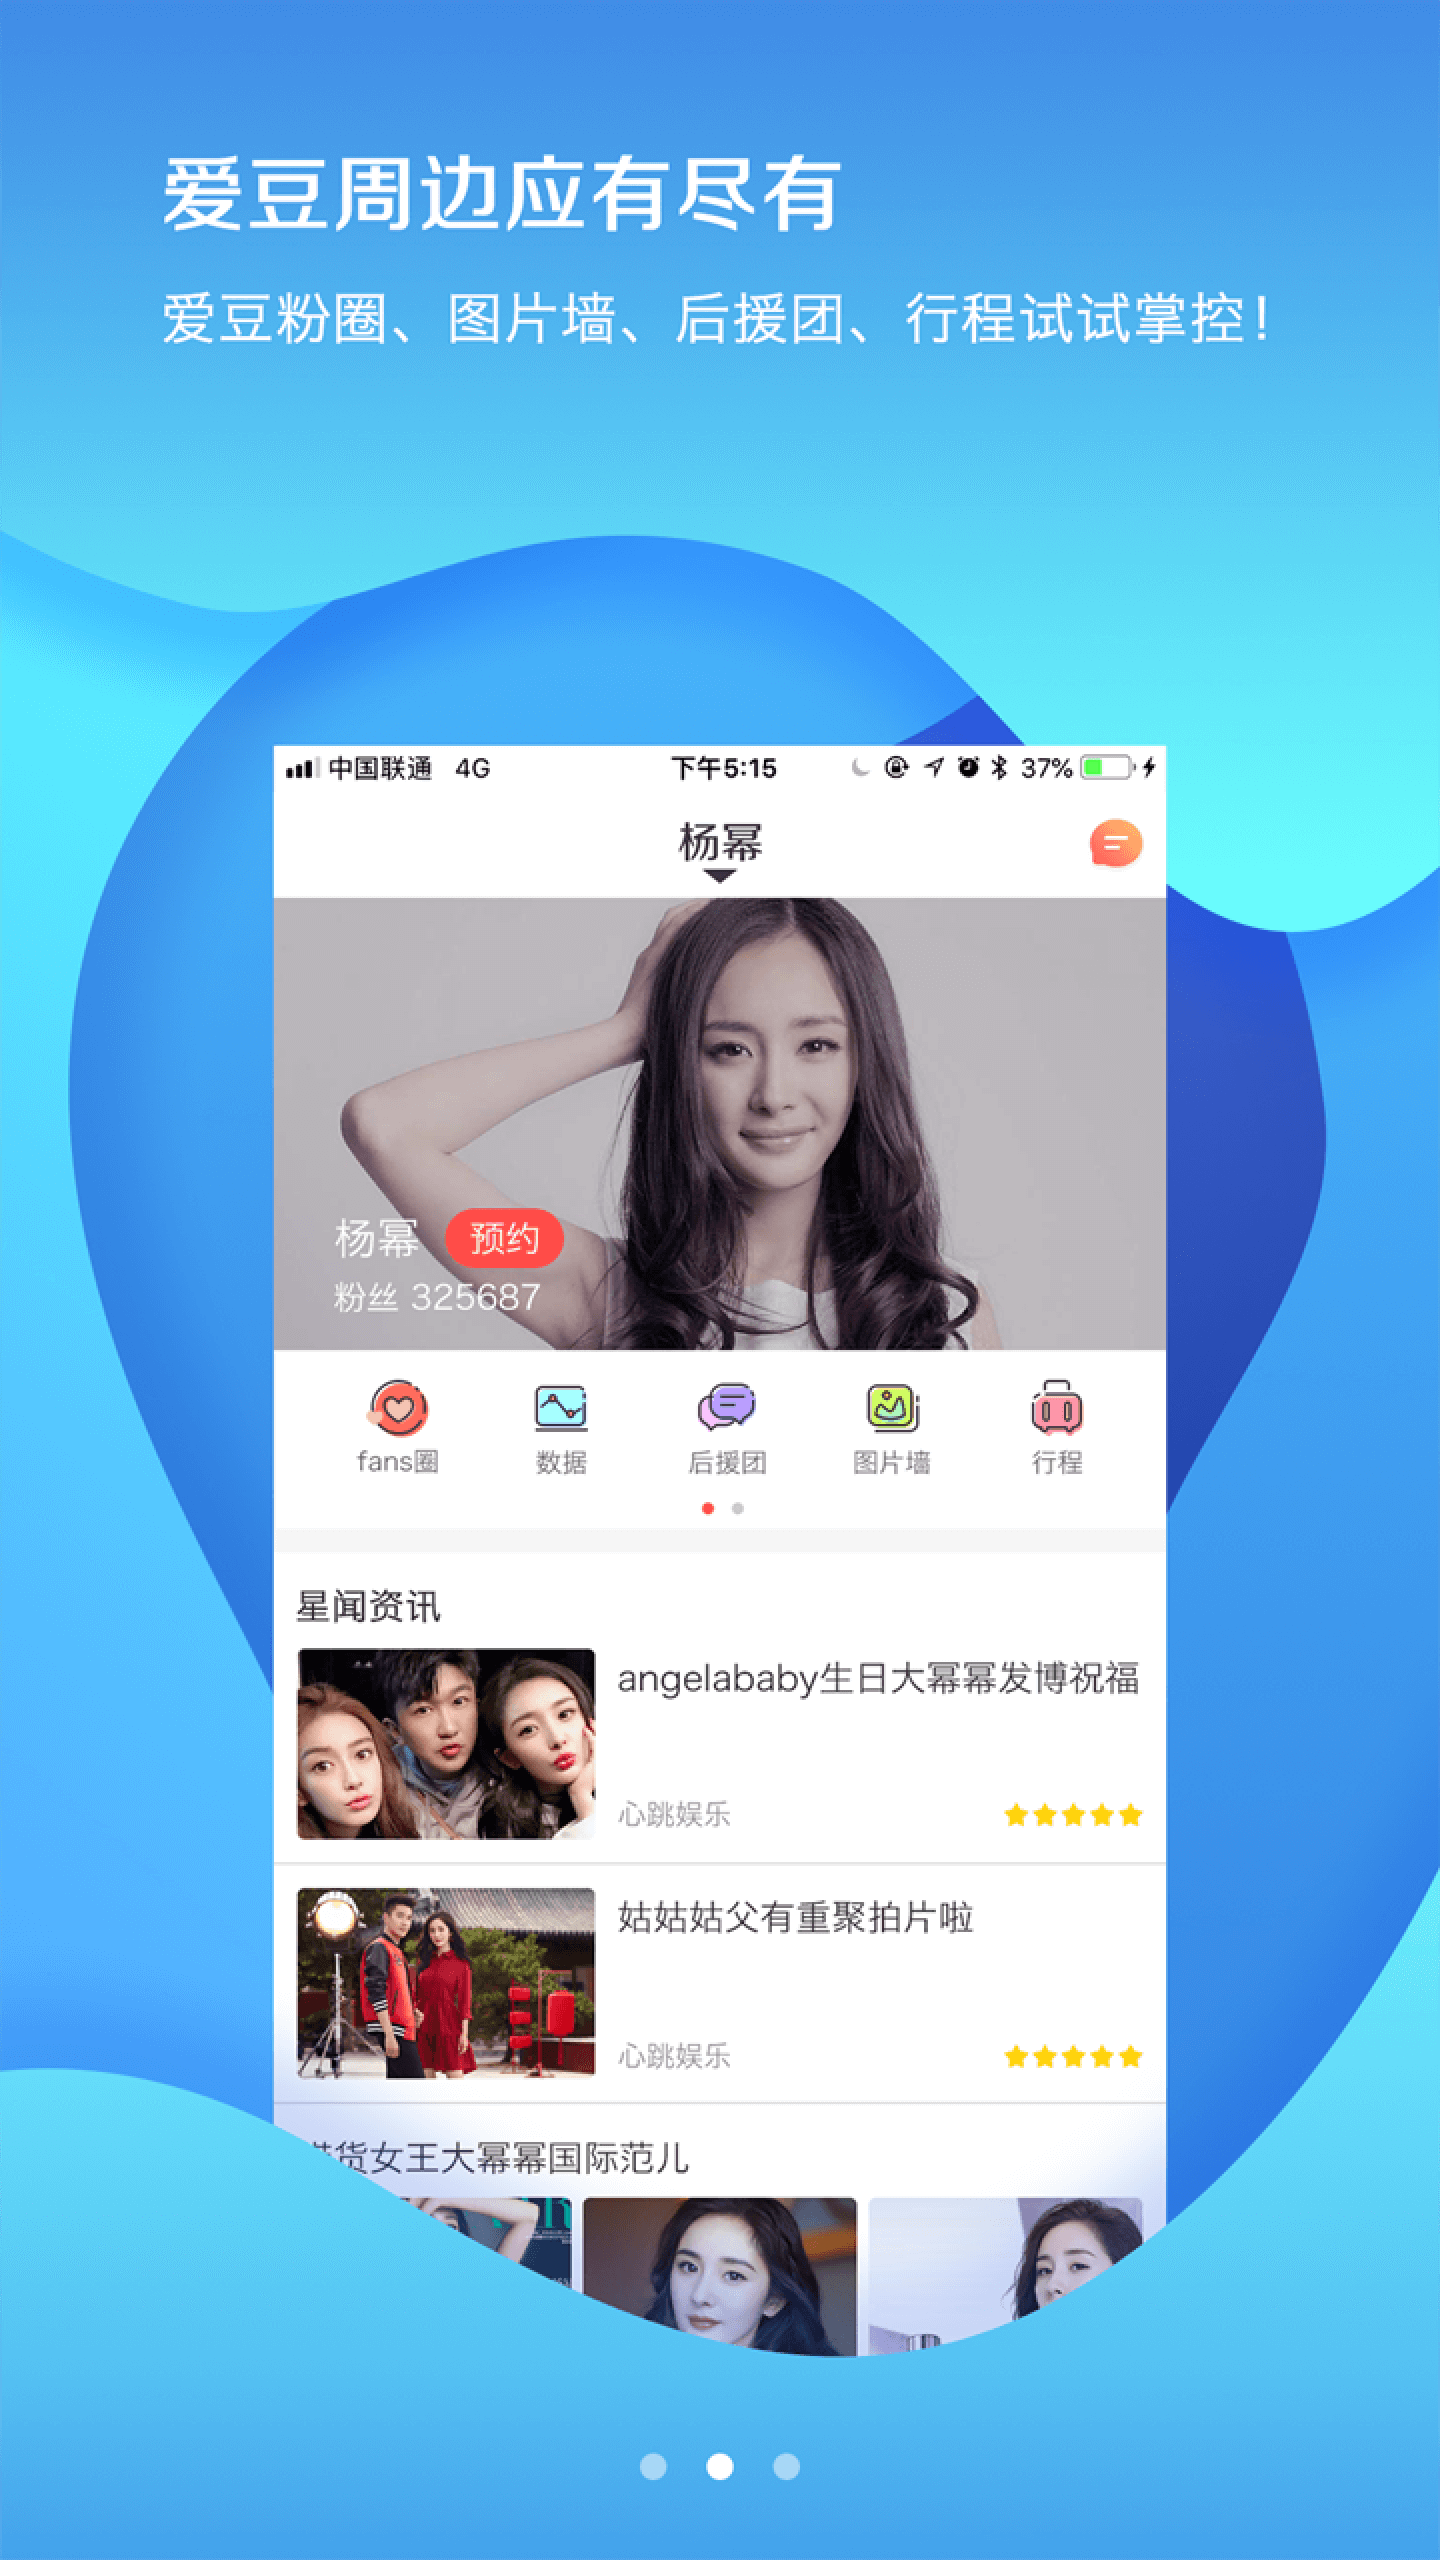 爱豆周边应有尽有
爱豆粉圈、图片墙、后援团、行程试试掌控！
中国联通 4G 下午5:15 37%
杨幂
杨幂 预约
粉丝 325687
fans圈 数据 后援团 图片墙 行程
星闻资讯
angelababy生日大幂幂发博祝福
心跳娱乐
姑姑姑父有重聚拍片啦
心跳娱乐
货女王大幂幂国际范儿